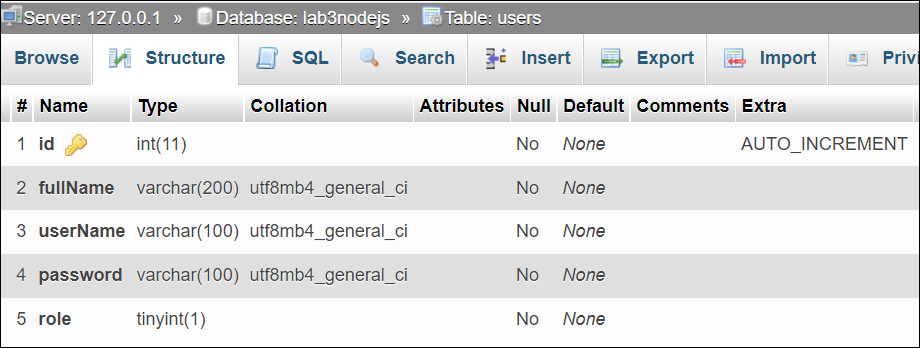 Server: 127.0.0.1 » Database: lab3nodejs » Table: users
Browse Structure SQL Search Insert Export Import Privi
# Name Type Collation Attributes Null Default Comments Extra
1 id int(11) No None AUTO_INCREMENT
2 fullName varchar(200) utf8mb4_general_ci No None
3 userName varchar(100) utf8mb4_general_ci No None
4 password varchar(100) utf8mb4_general_ci No None
5 role tinyint(1) No None